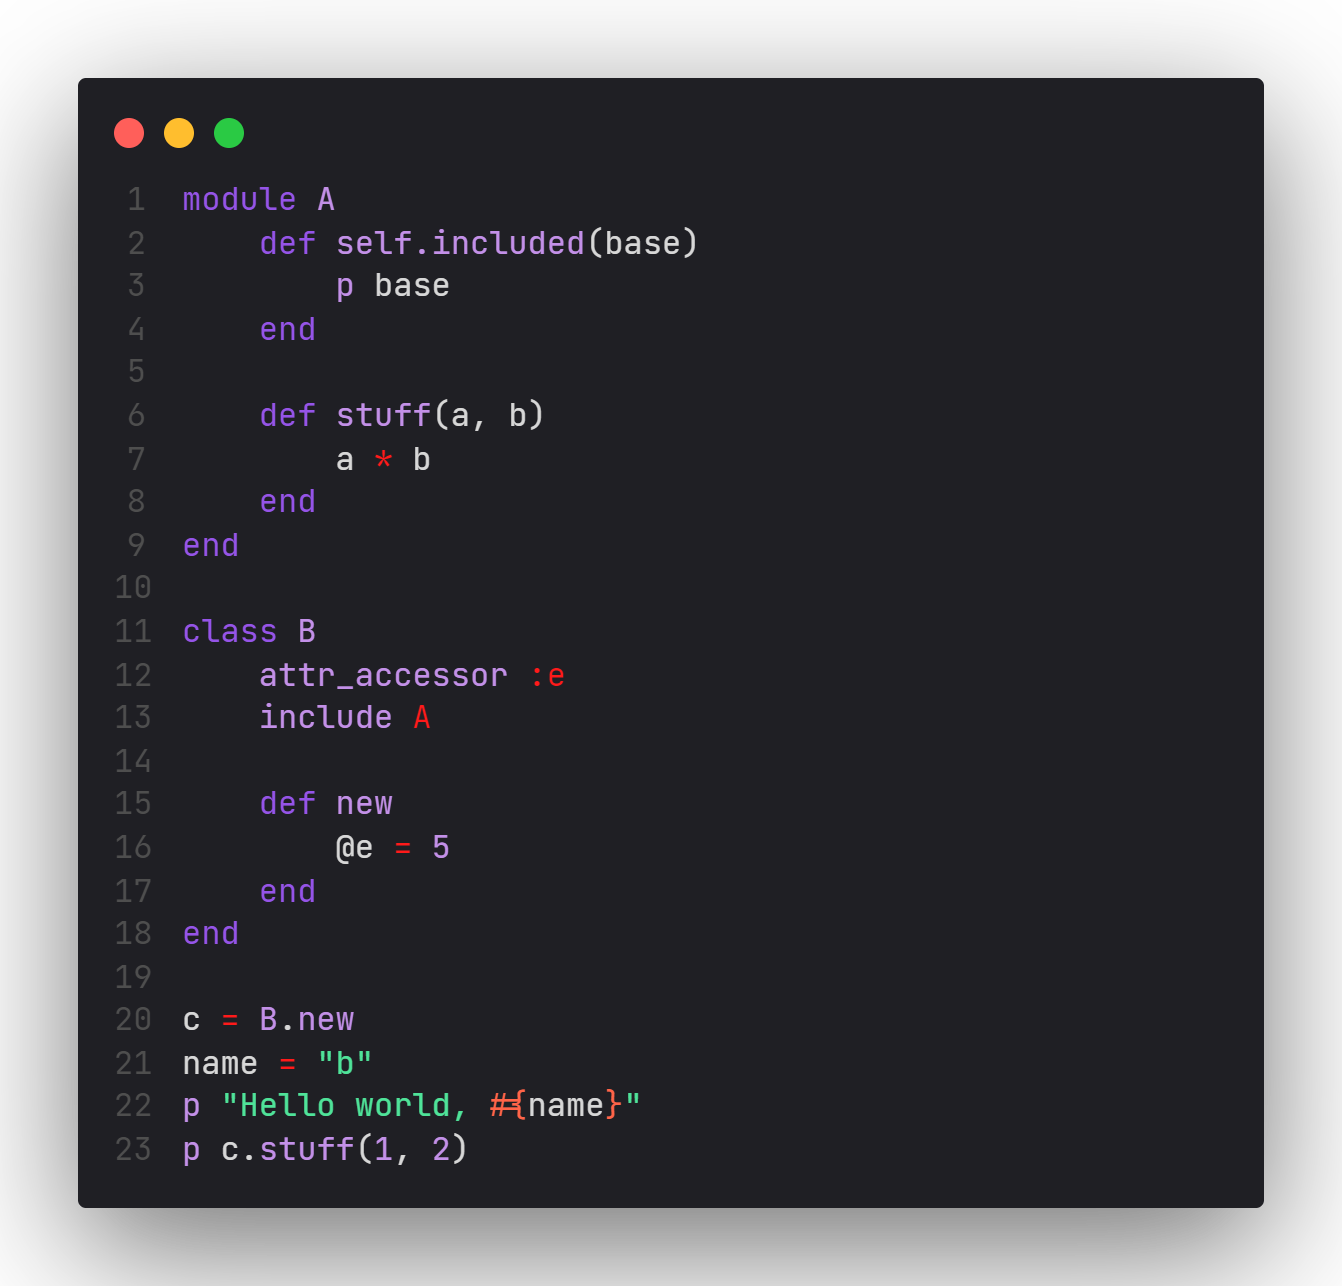 1 module A
2     def self.included(base)
3         p base
4     end
5
6     def stuff(a, b)
7         a * b
8     end
9 end
10
11 class B
12     attr_accessor :e
13     include A
14
15     def new
16         @e = 5
17     end
18 end
19
20 c = B.new
21 name = "b"
22 p "Hello world, #{name}"
23 p c.stuff(1, 2)